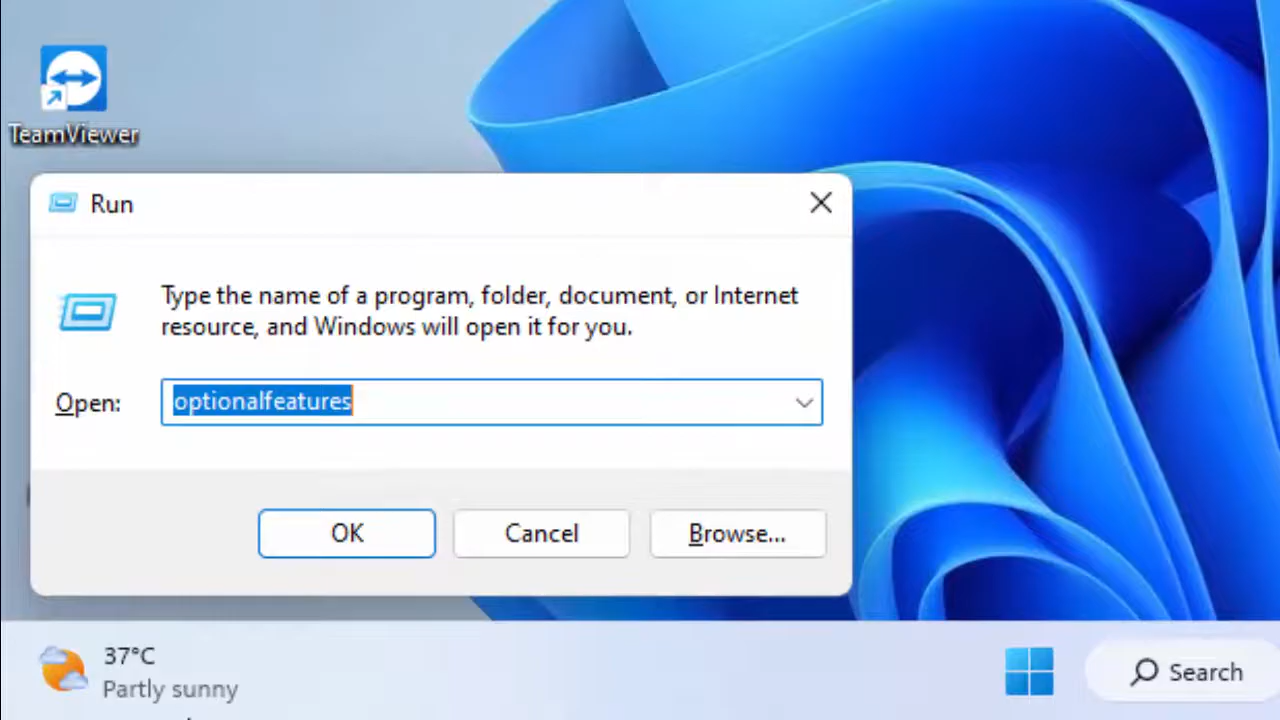 TeamViewer
Run
Type the name of a program, folder, document, or Internet
resource, and Windows will open it for you.
Open:
optionalfeatures
OK
Cancel
Browse...
37°C
Partly sunny
Search